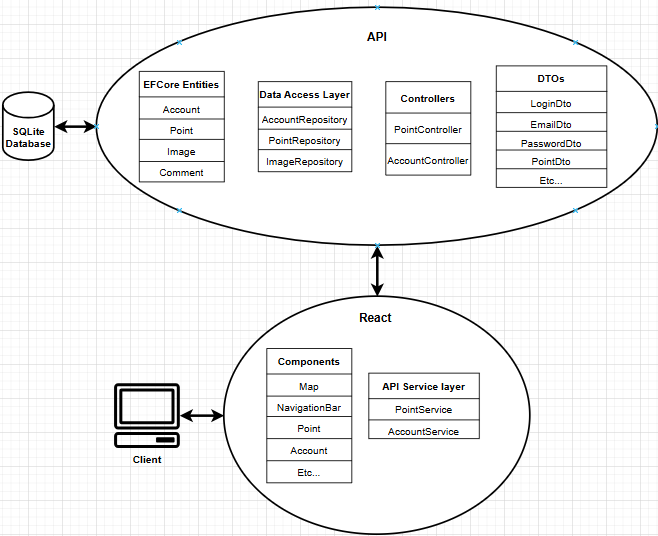 API
SQLite
Database
EFCore Entities
Account
Point
Image
Comment
Data Access Layer
AccountRepository
PointRepository
ImageRepository
Controllers
PointController
AccountController
DTOs
LoginDto
EmailDto
PasswordDto
PointDto
Etc...
React
Components
Map
NavigationBar
Point
Account
Etc...
API Service layer
PointService
AccountService
Client